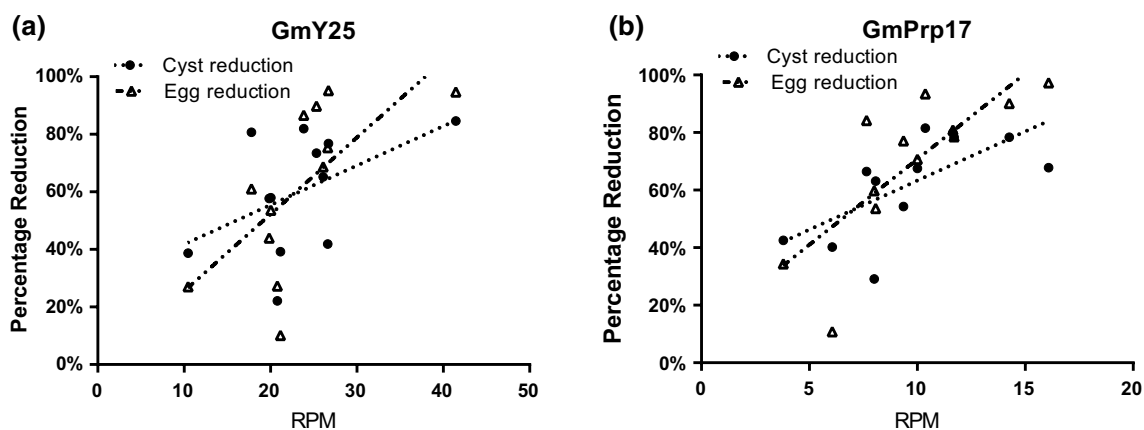 (a)
GmY25
Cyst reduction
Egg reduction
Percentage Reduction
100%
80%
60%
40%
20%
0%
0 10 20 30 40 50
RPM
(b)
GmPrp17
Cyst reduction
Egg reduction
Percentage Reduction
100%
80%
60%
40%
20%
0%
0 5 10 15 20
RPM